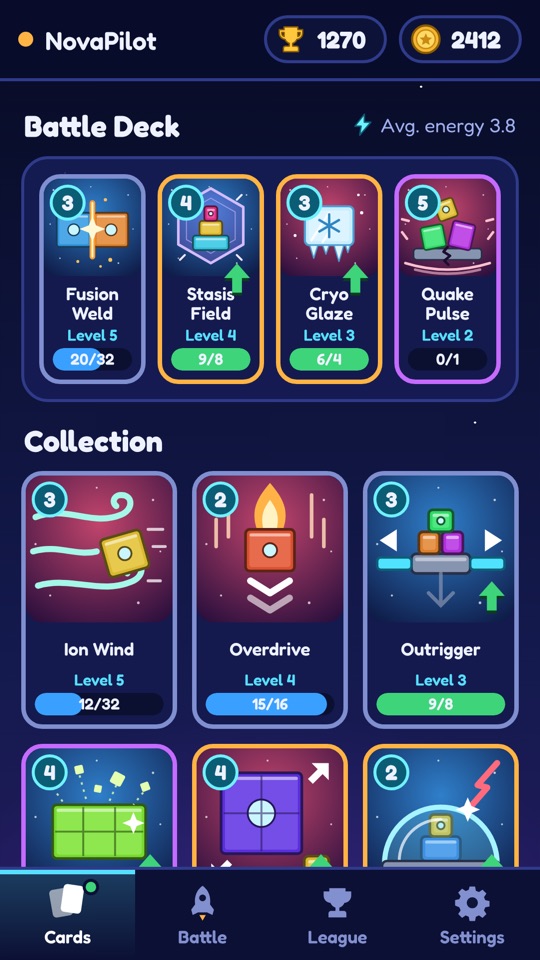 NovaPilot
1270
2412
Battle Deck
Avg. energy 3.8
3
4
3
5
Fusion
Weld
Stasis
Field
Cryo
Glaze
Quake
Pulse
Level 5
Level 4
Level 3
Level 2
20/32
9/8
6/4
0/1
Collection
3
2
3
Ion Wind
Overdrive
Outrigger
Level 5
Level 4
Level 3
12/32
15/16
9/8
4
4
2
Cards
Battle
League
Settings